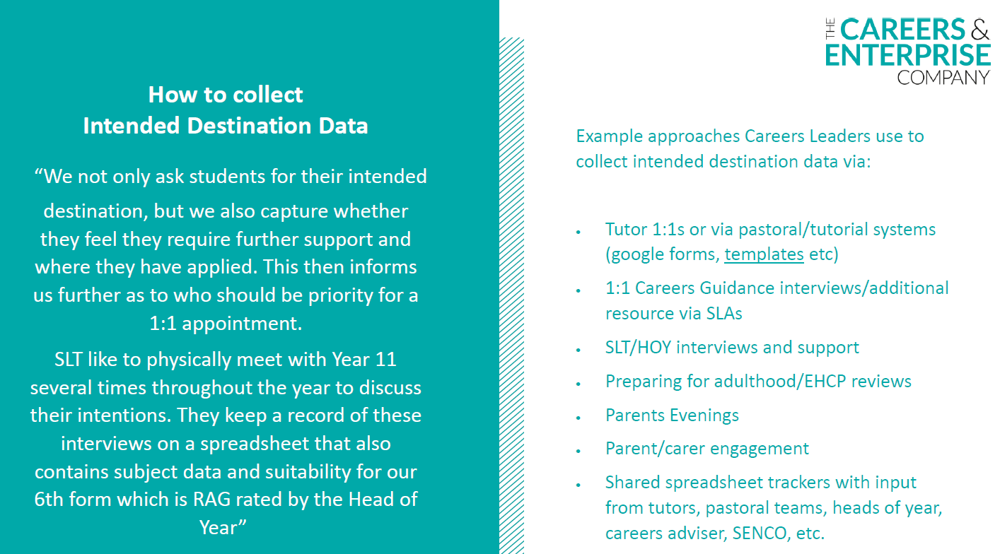 How to collect
Intended Destination Data
“We not only ask students for their intended
destination, but we also capture whether
they feel they require further support and
where they have applied. This then informs
us further as to who should be priority for a
1:1 appointment.
SLT like to physically meet with Year 11
several times throughout the year to discuss
their intentions. They keep a record of these
interviews on a spreadsheet that also
contains subject data and suitability for our
6th form which is RAG rated by the Head of
Year”
THE CAREERS &
ENTERPRISE
COMPANY
Example approaches Careers Leaders use to
collect intended destination data via:
• Tutor 1:1s or via pastoral/tutorial systems
(google forms, templates etc)
• 1:1 Careers Guidance interviews/additional
resource via SLAs
• SLT/HOY interviews and support
• Preparing for adulthood/EHCP reviews
• Parents Evenings
• Parent/carer engagement
• Shared spreadsheet trackers with input
from tutors, pastoral teams, heads of year,
careers adviser, SENCO, etc.